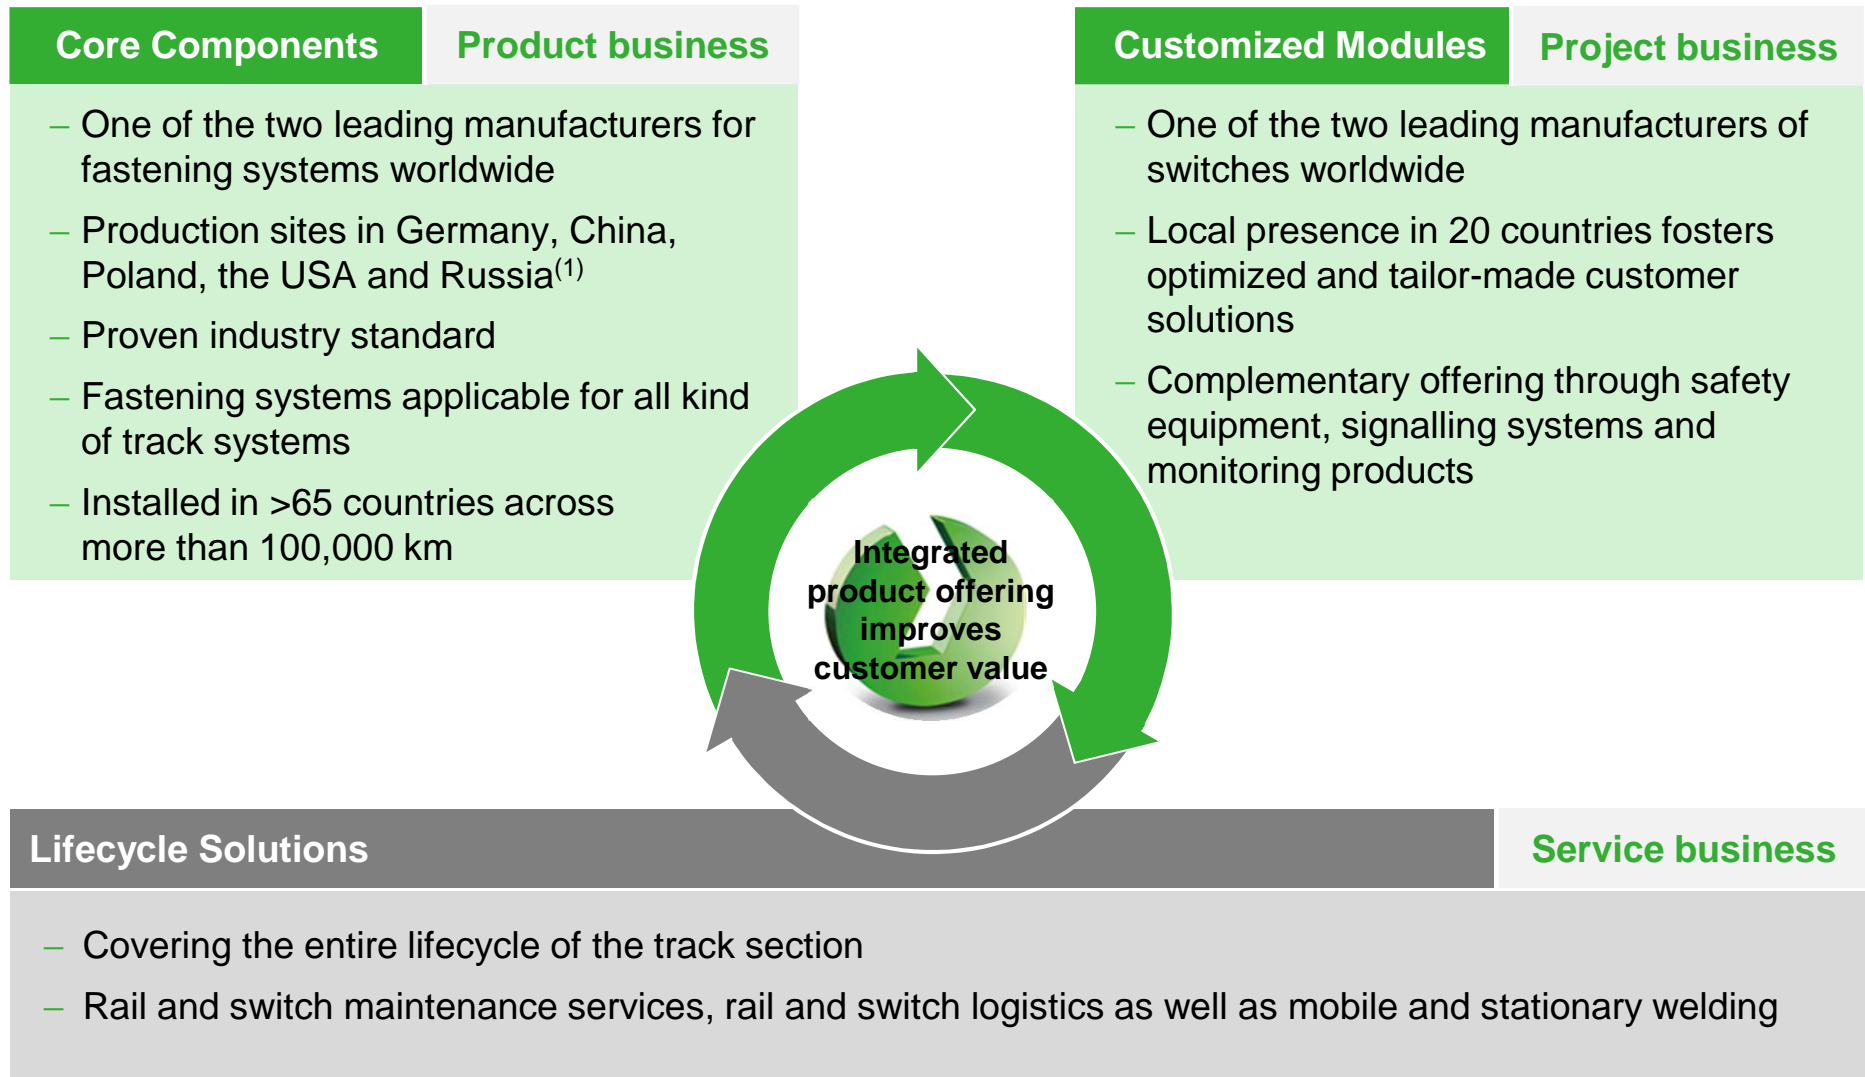 Core Components
Product business
– One of the two leading manufacturers for
fastening systems worldwide
– Production sites in Germany, China,
Poland, the USA and Russia(1)
– Proven industry standard
– Fastening systems applicable for all kind
of track systems
– Installed in >65 countries across
more than 100,000 km
Customized Modules
Project business
– One of the two leading manufacturers of
switches worldwide
– Local presence in 20 countries fosters
optimized and tailor-made customer
solutions
– Complementary offering through safety
equipment, signalling systems and
monitoring products
Integrated
product offering
improves
customer value
Lifecycle Solutions
Service business
– Covering the entire lifecycle of the track section
– Rail and switch maintenance services, rail and switch logistics as well as mobile and stationary welding